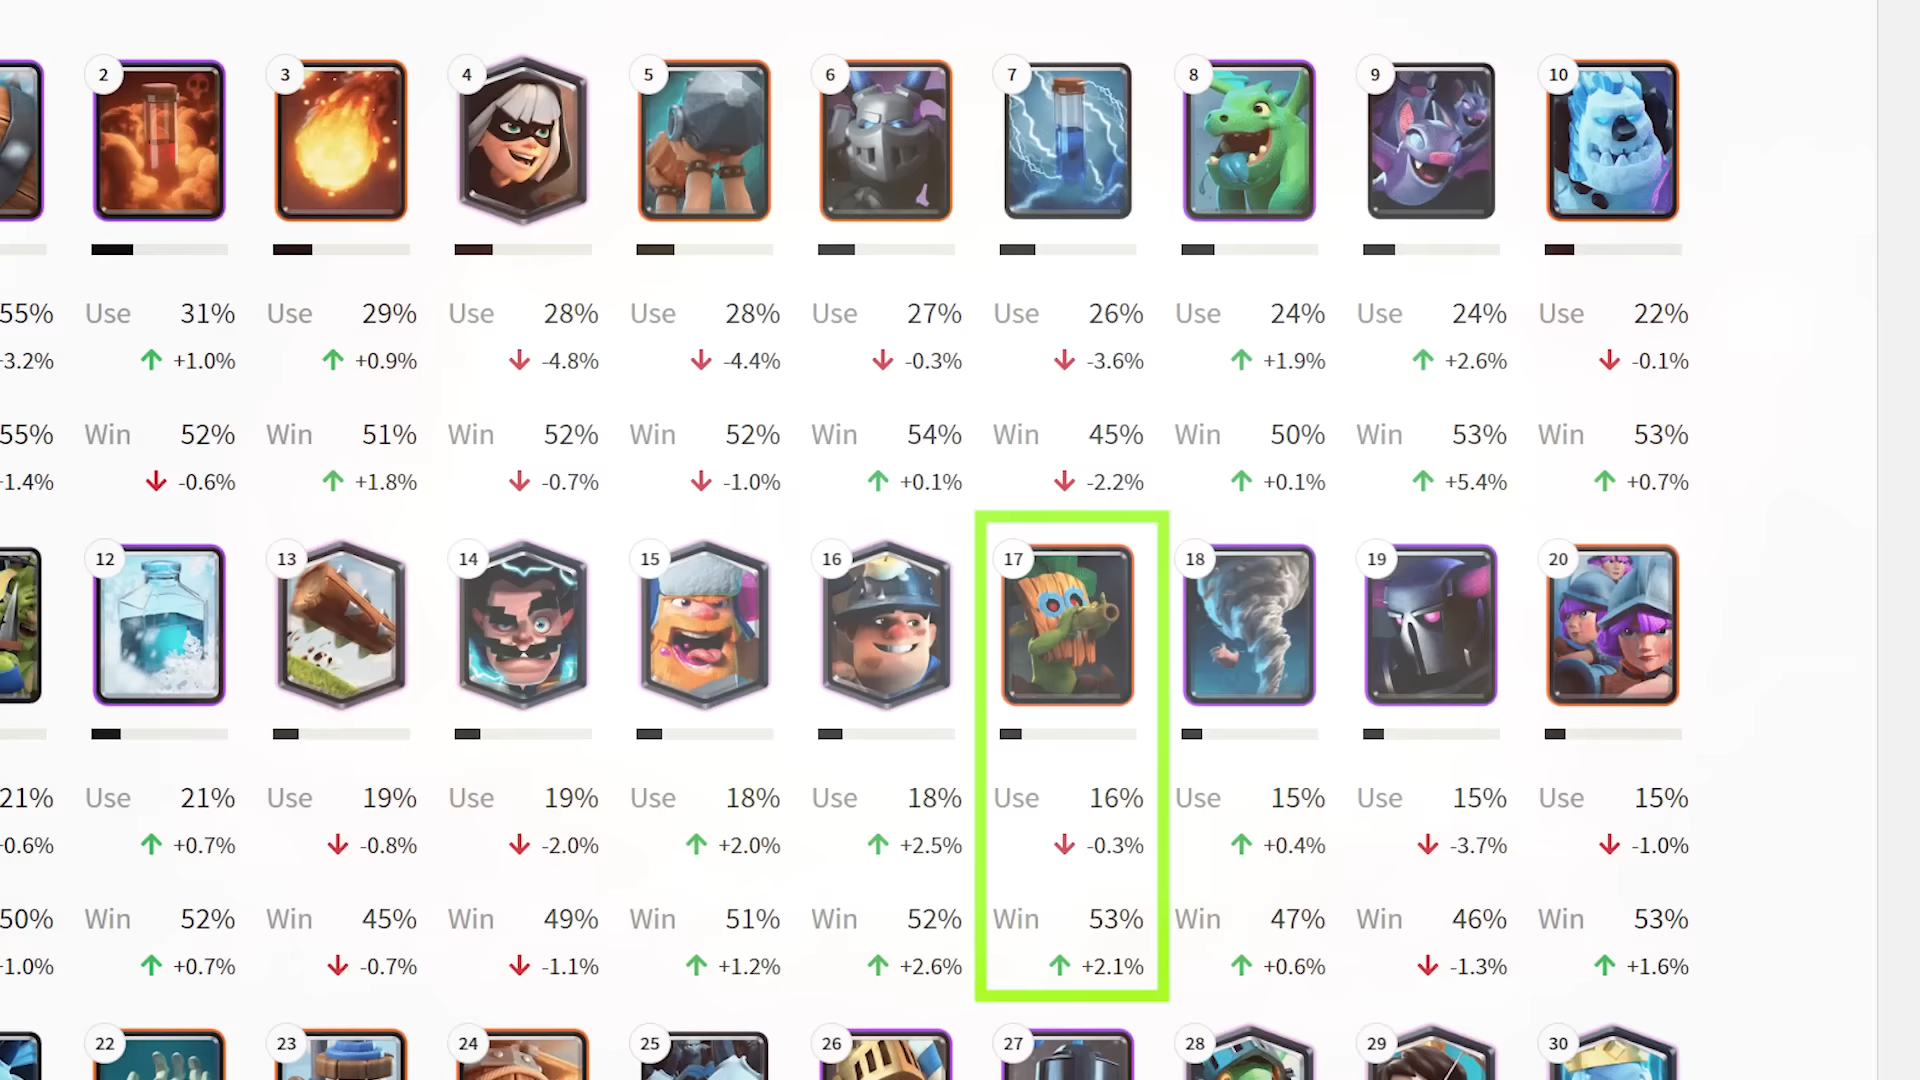 2 3 4 5 6 7 8 9 10
55% Use 31% Use 29% Use 28% Use 28% Use 27% Use 26% Use 24% Use 24% Use 22%
3.2% +1.0% +0.9% -4.8% -4.4% -0.3% -3.6% +1.9% +2.6% -0.1%
55% Win 52% Win 51% Win 52% Win 52% Win 54% Win 45% Win 50% Win 53% Win 53%
1.4% -0.6% +1.8% -0.7% -1.0% +0.1% -2.2% +0.1% +5.4% +0.7%
12 13 14 15 16 17 18 19 20
21% Use 21% Use 19% Use 19% Use 18% Use 18% Use 16% Use 15% Use 15% Use 15%
0.6% +0.7% -0.8% -2.0% +2.0% +2.5% -0.3% +0.4% -3.7% -1.0%
50% Win 52% Win 45% Win 49% Win 51% Win 52% Win 53% Win 47% Win 46% Win 53%
1.0% +0.7% -0.7% -1.1% +1.2% +2.6% +2.1% +0.6% -1.3% +1.6%
22 23 24 25 26 27 28 29 30